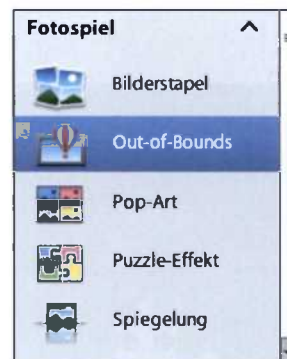 Fotospiel
Bilderstapel
Out-of-Bounds
Pop-Art
Puzzle-Effekt
Spiegelung